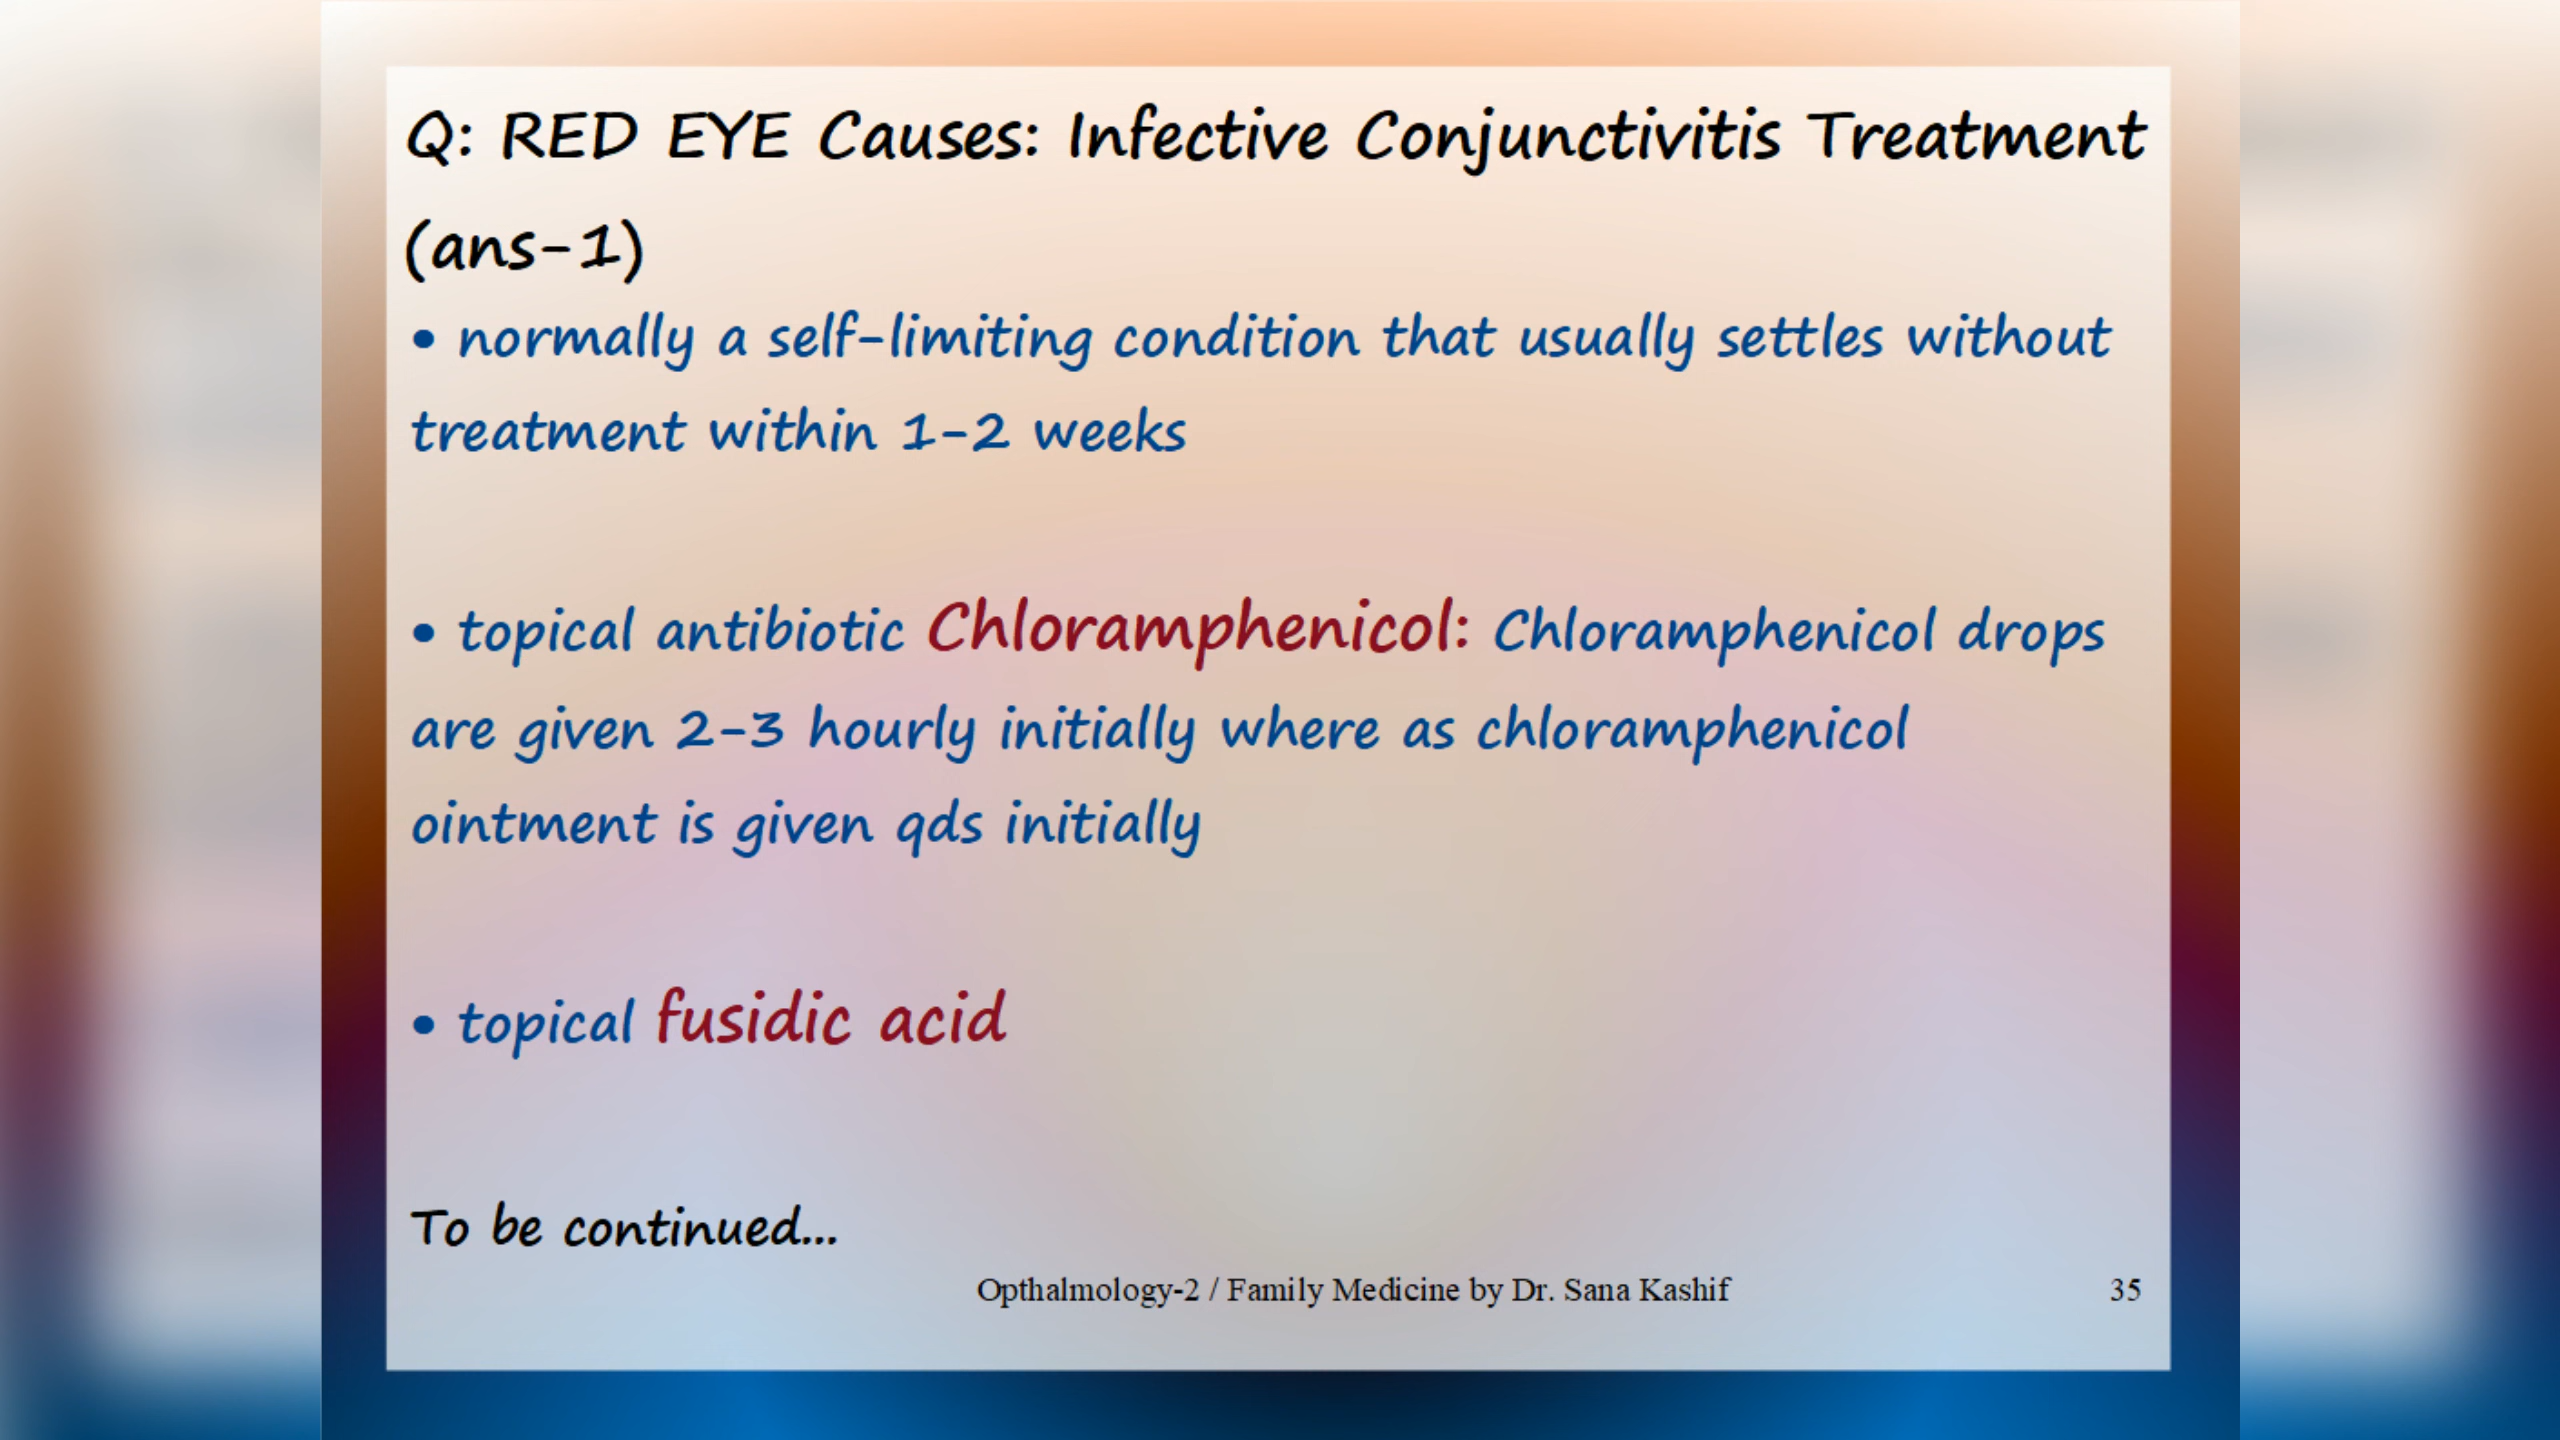 Q: RED EYE Causes: Infective Conjunctivitis Treatment
(ans-1)
• normally a self-limiting condition that usually settles without
treatment within 1-2 weeks
• topical antibiotic Chloramphenicol: Chloramphenicol drops
are given 2-3 hourly initially where as chloramphenicol
ointment is given qds initially
• topical fusidic acid
To be continued...
Opthalmology-2 / Family Medicine by Dr. Sana Kashif 35